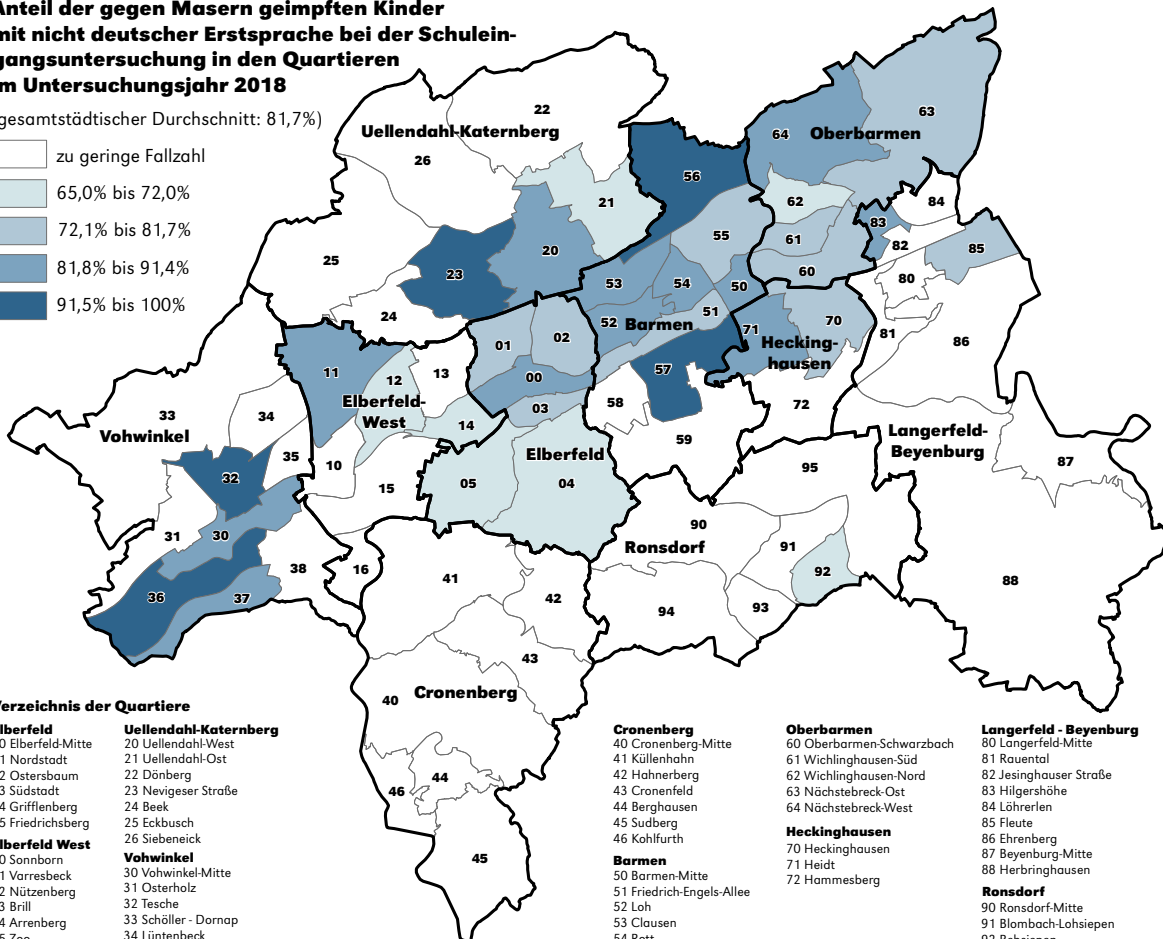 Anteil der gegen Masern geimpften Kinder
mit nicht deutscher Erstsprache bei der Schulein-
gangsuntersuchung in den Quartieren
m Untersuchungsjahr 2018
gesamtstädtischer Durchschnitt: 81,7%)
zu geringe Fallzahl
65,0% bis 72,0%
72,1% bis 81,7%
81,8% bis 91,4%
91,5% bis 100%
Uellendahl-Katernberg
22
26
21
20
23
25
24
Oberbarmen
63
64
62
61
60
Barmen
56
55
53
54
50
52
51
57
58
59
Hecking-
hausen
71
70
72
Langerfeld-
Beyenburg
84
83
82
85
80
81
86
87
88
Elberfeld-
West
11
12
13
14
10
15
16
Elberfeld
01
02
00
03
05
04
Vohwinkel
33
34
35
32
31
30
38
36
37
Ronsdorf
95
90
91
92
93
94
Cronenberg
41
42
43
40
44
46
45
Verzeichnis der Quartiere
lberfeld
0 Elberfeld-Mitte
1 Nordstadt
2 Ostersbaum
3 Südstadt
4 Grifflenberg
5 Friedrichsberg
lberfeld West
0 Sonnborn
1 Varresbeck
2 Nützenberg
3 Brill
4 Arrenberg
5 Zoo
Uellendahl-Katernberg
20 Uellendahl-West
21 Uellendahl-Ost
22 Dönberg
23 Nevigeser Straße
24 Beek
25 Eckbusch
26 Siebeneick
Vohwinkel
30 Vohwinkel-Mitte
31 Osterholz
32 Tesche
33 Schöller - Dornap
34 Lüntenbeck
Cronenberg
40 Cronenberg-Mitte
41 Küllenhahn
42 Hahnerberg
43 Cronenfeld
44 Berghausen
45 Sudberg
46 Kohlfurth
Barmen
50 Barmen-Mitte
51 Friedrich-Engels-Allee
52 Loh
53 Clausen
54 Rott
Oberbarmen
60 Oberbarmen-Schwarzbach
61 Wichlinghausen-Süd
62 Wichlinghausen-Nord
63 Nächstebreck-Ost
64 Nächstebreck-West
Heckinghausen
70 Heckinghausen
71 Heidt
72 Hammesberg
Langerfeld - Beyenburg
80 Langerfeld-Mitte
81 Rauental
82 Jesinghauser Straße
83 Hilgershöhe
84 Löhrerlen
85 Fleute
86 Ehrenberg
87 Beyenburg-Mitte
88 Herbringhausen
Ronsdorf
90 Ronsdorf-Mitte
91 Blombach-Lohsiepen